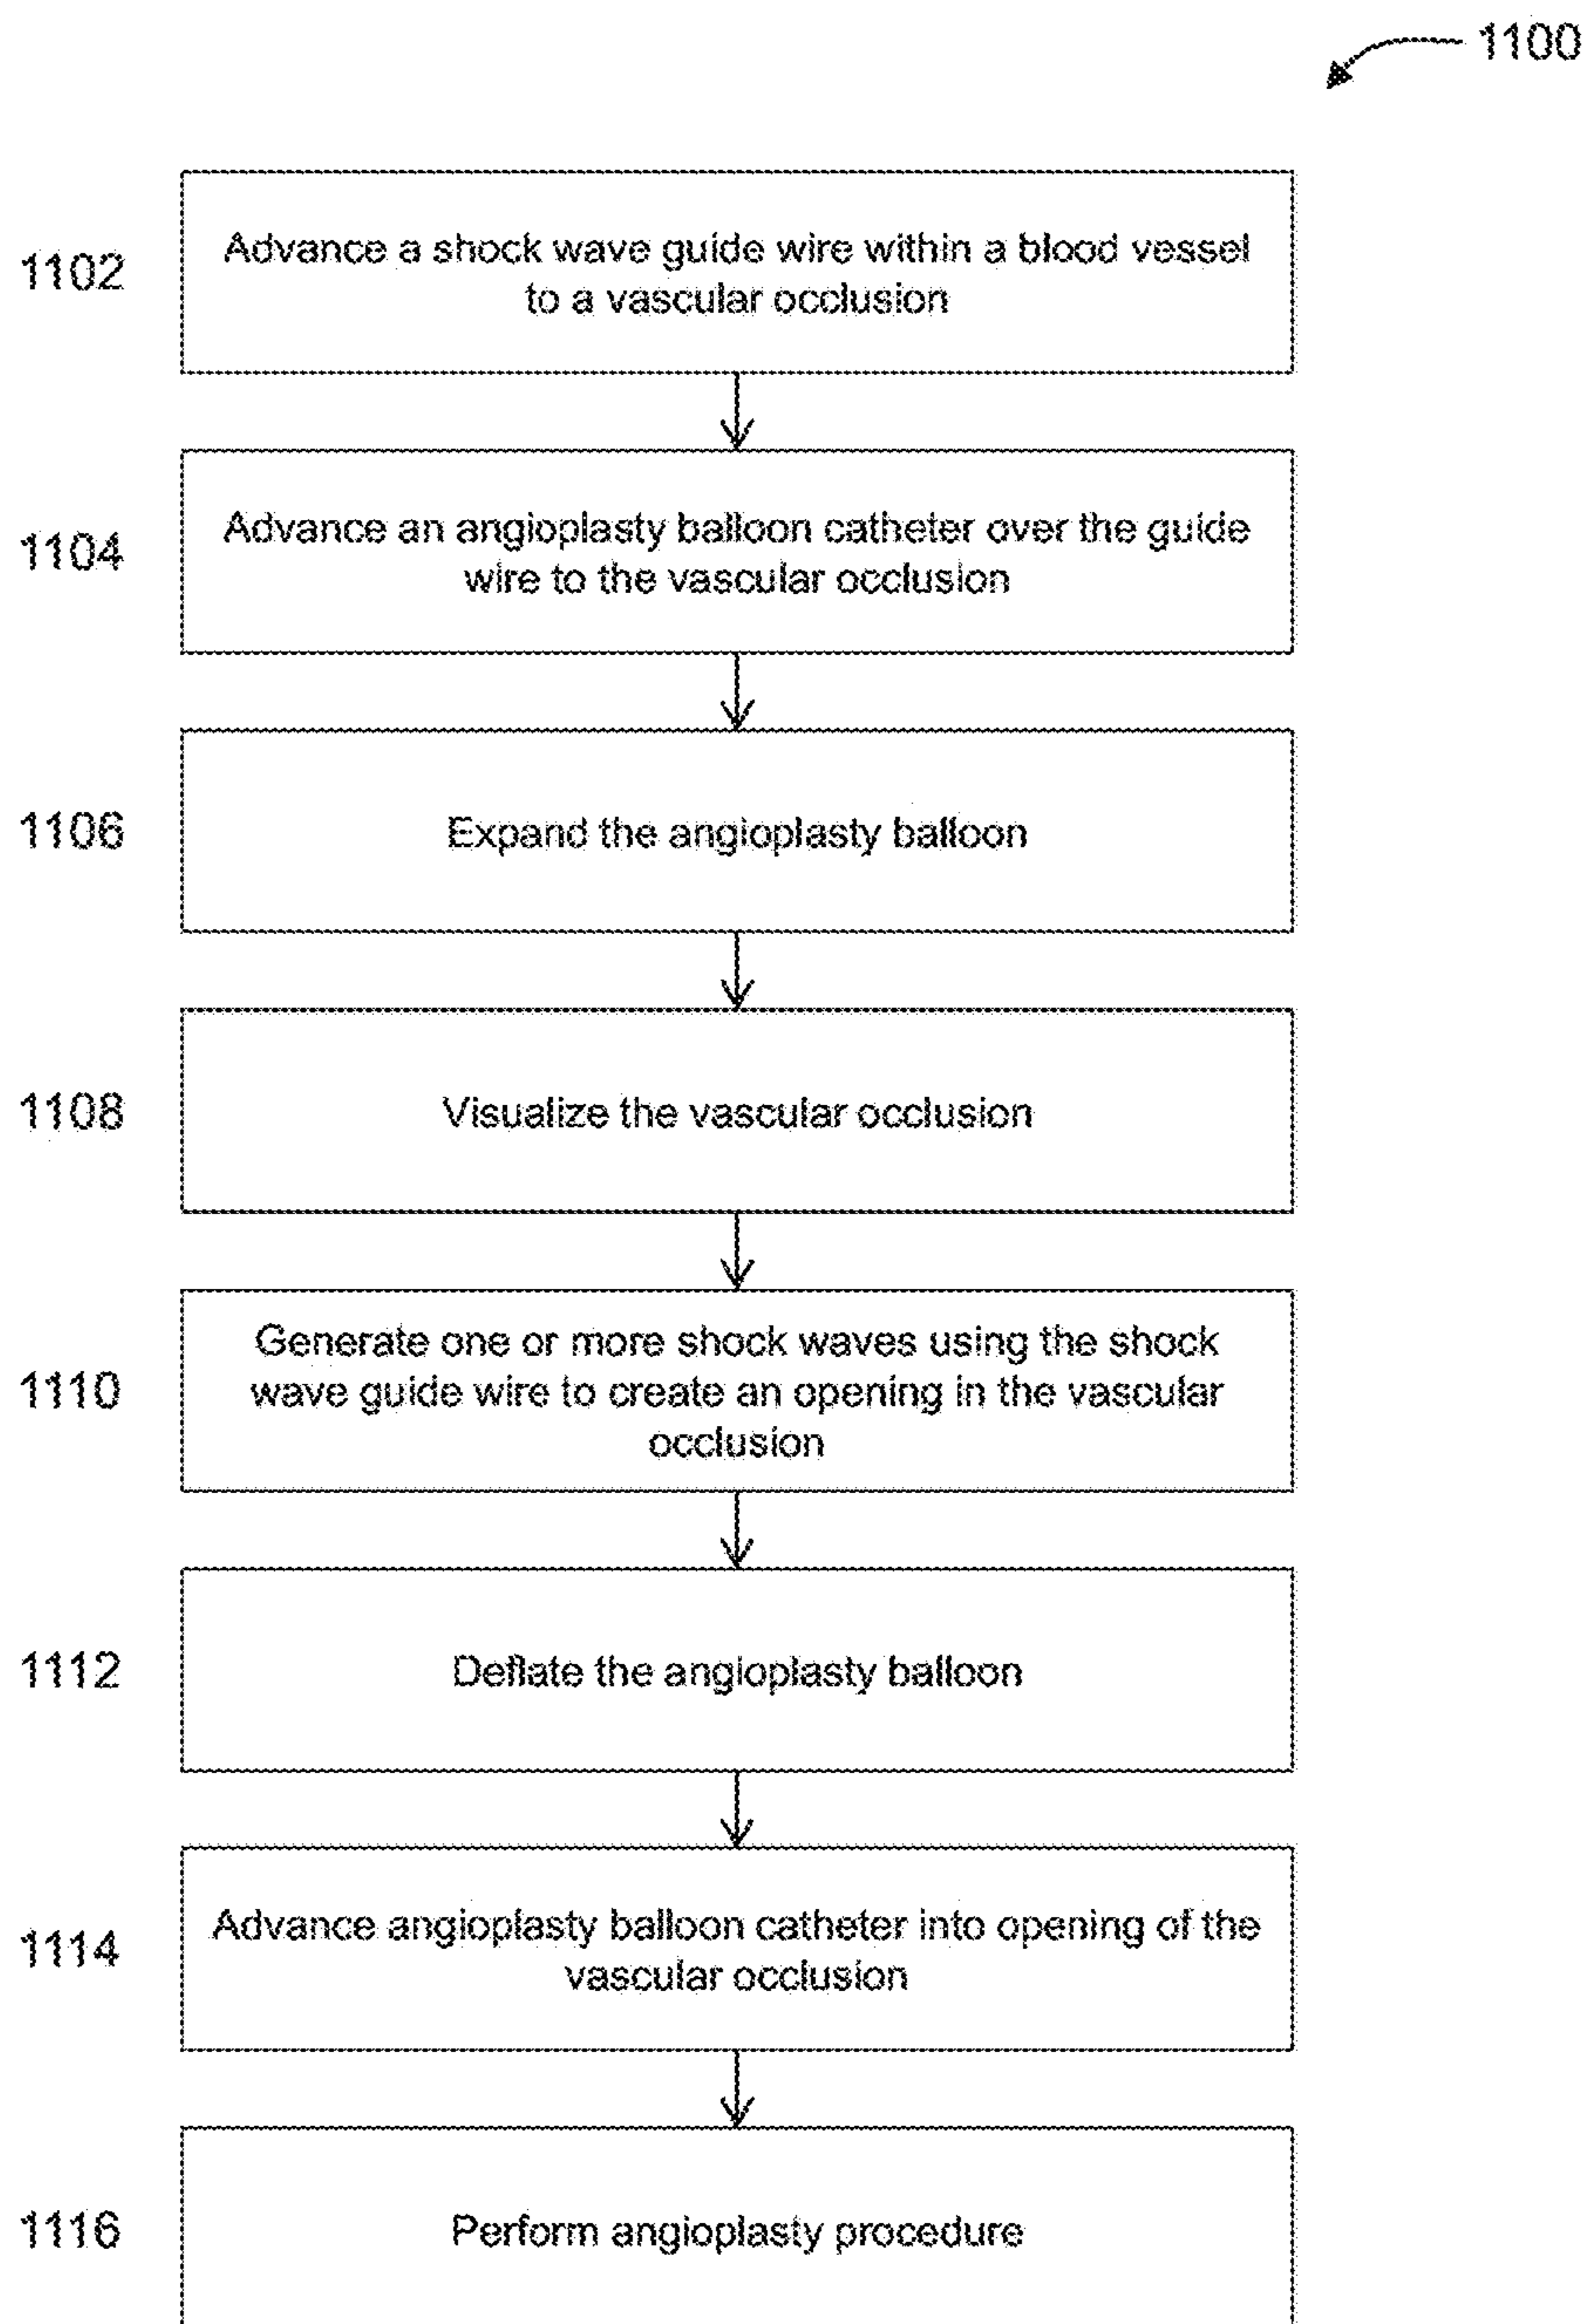 1100
1102
Advance a shock wave guide wire within a blood vessel
to a vascular occlusion
1104
Advance an angioplasty balloon catheter over the guide
wire to the vascular occlusion
1106
Expand the angioplasty balloon
1108
Visualize the vascular occlusion
1110
Generate one or more shock waves using the shock
wave guide wire to create an opening in the vascular
occlusion
1112
Deflate the angioplasty balloon
1114
Advance angioplasty balloon catheter into opening of the
vascular occlusion
1116
Perform angioplasty procedure